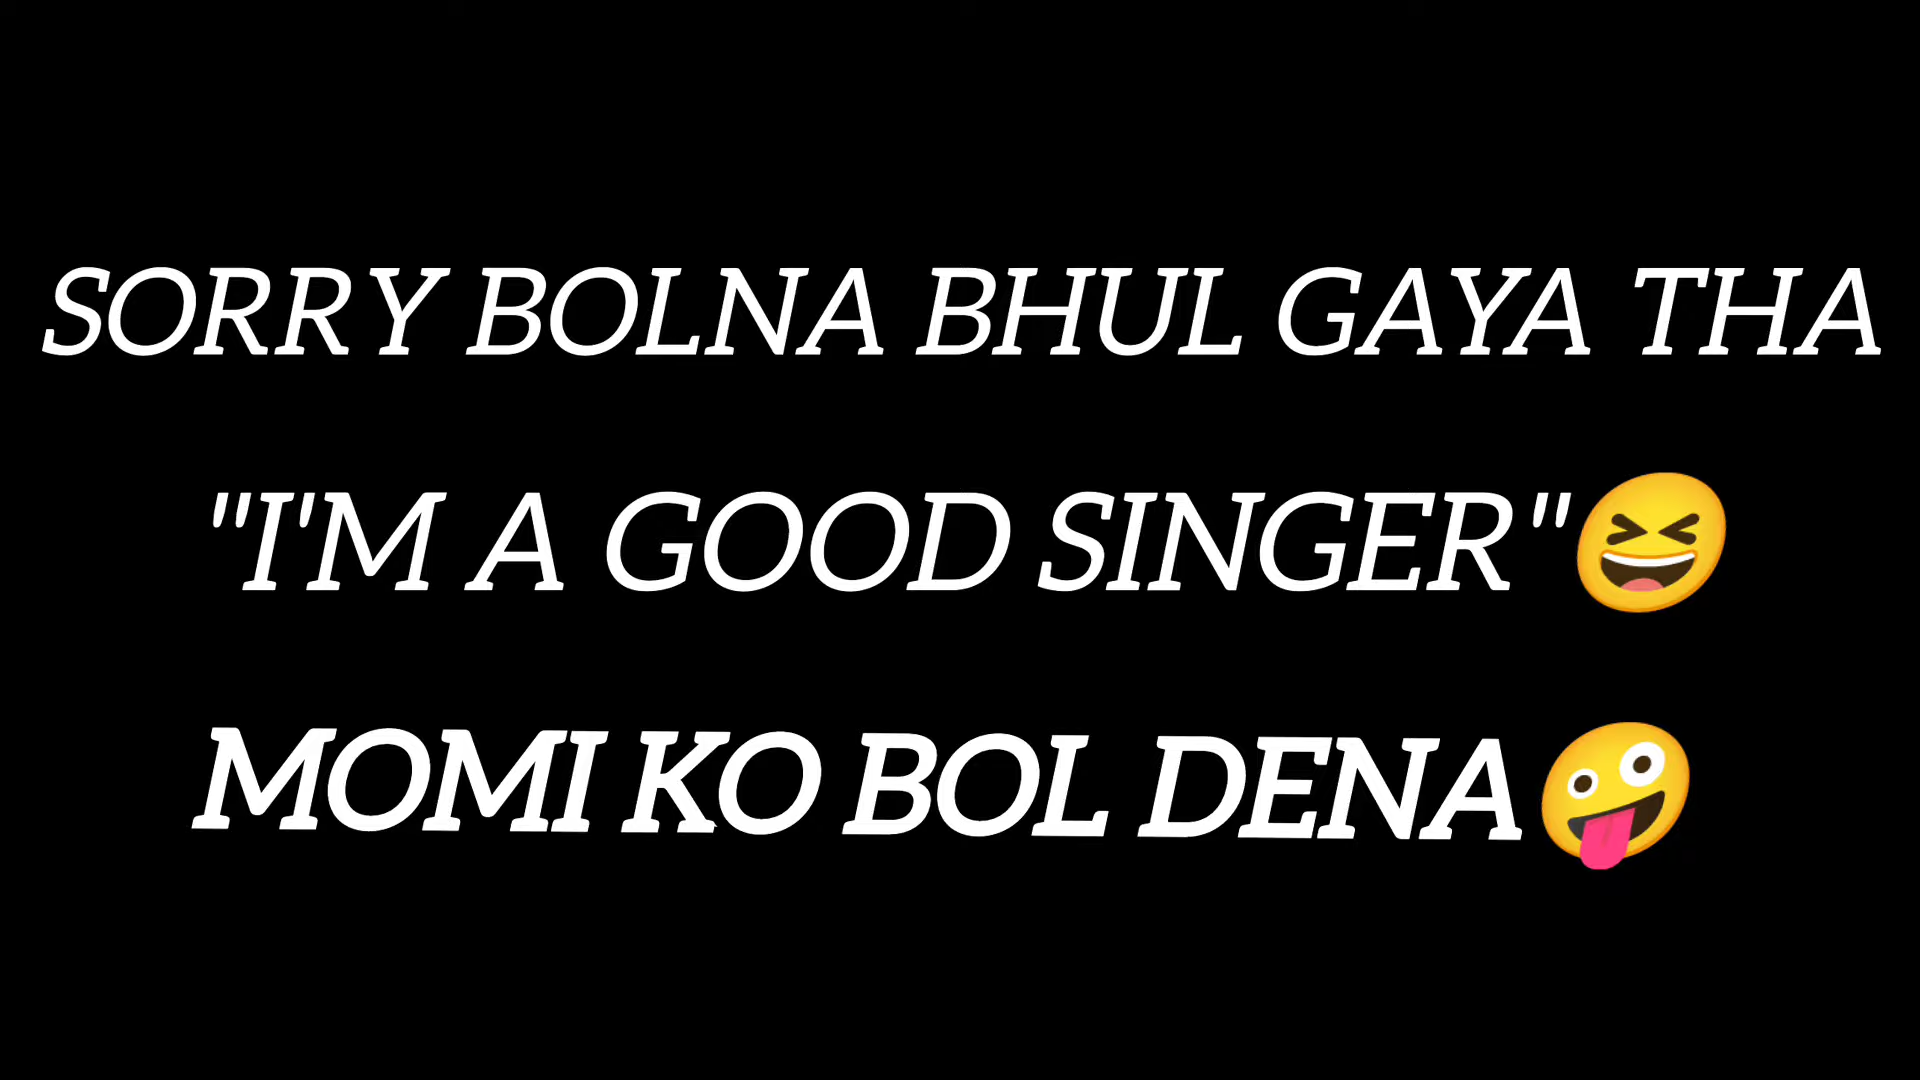 SORRY BOLNA BHUL GAYA THA
"I'M A GOOD SINGER"😆
MOMI KO BOL DENA🤪